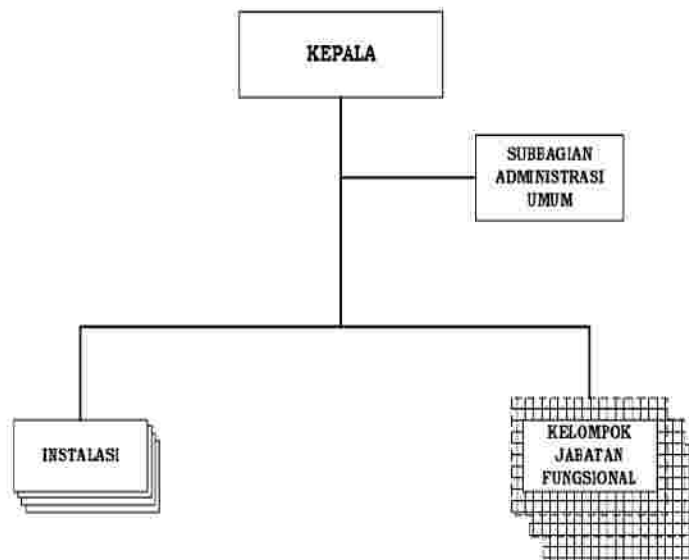 KEPALA
SUBBAGIAN
ADMINISTRASI
UMUM
INSTALASI
KELOMPOK
JABATAN
FUNGSIONAL